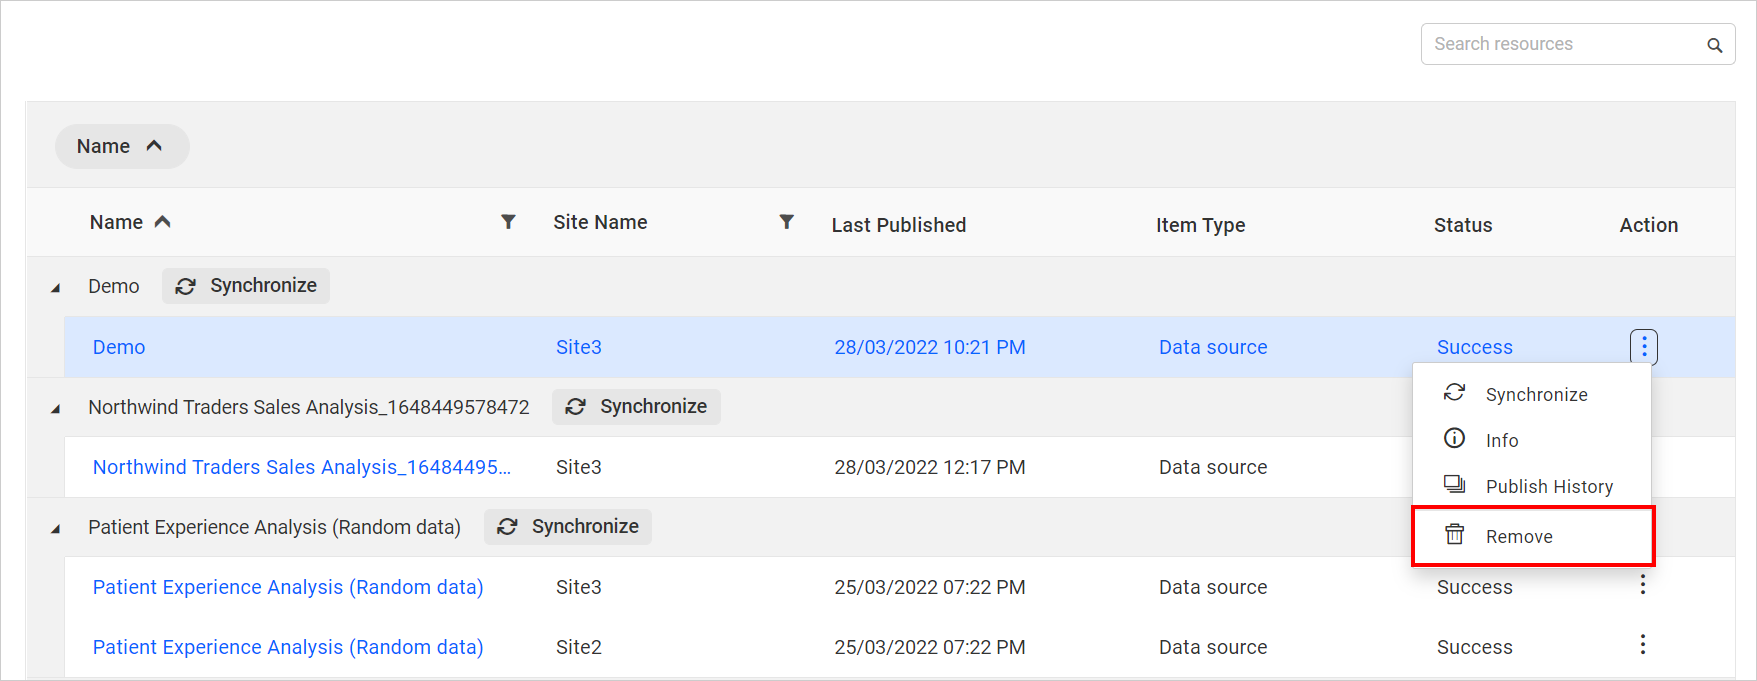 Search resources
Name
Name Site Name Last Published Item Type Status Action
Demo Synchronize
Demo Site3 28/03/2022 10:21 PM Data source Success
Synchronize
Northwind Traders Sales Analysis_1648449578472 Synchronize
Info
Northwind Traders Sales Analysis_16484495... Site3 28/03/2022 12:17 PM Data source
Publish History
Patient Experience Analysis (Random data) Synchronize
Remove
Patient Experience Analysis (Random data) Site3 25/03/2022 07:22 PM Data source Success
Patient Experience Analysis (Random data) Site2 25/03/2022 07:22 PM Data source Success